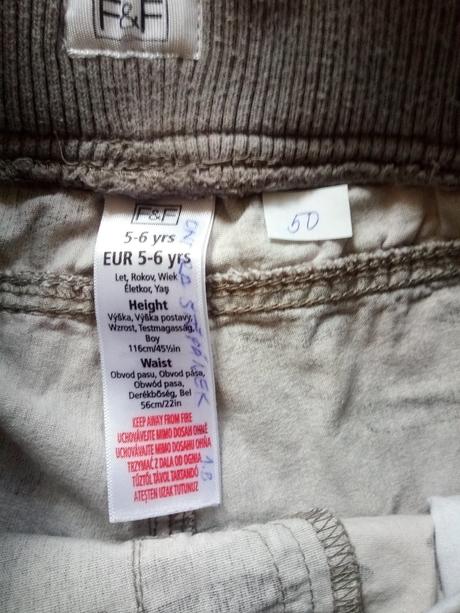 F&F
50
F&F
5-6 yrs
EUR 5-6 yrs
Let, Rokov, Wiek
Életkor, Yaş
Height
Výška, Výška postavy,
Wzrost, Testmagasság,
Boy
116cm/45½in
Waist
Obvod pasu, Obvod pása,
Obwód pasa,
Derékbőség, Bel
56cm/22in
KEEP AWAY FROM FIRE
UCHOVÁVEJTE MIMO DOSAH OHNĚ
UCHOVÁVAJTE MIMO DOSAHU OHŇA
TRZYMAĆ Z DALA OD OGNIA
TŰZTŐL TÁVOL TARTANDÓ
ATEŞTEN UZAK TUTUNUZ
1.B